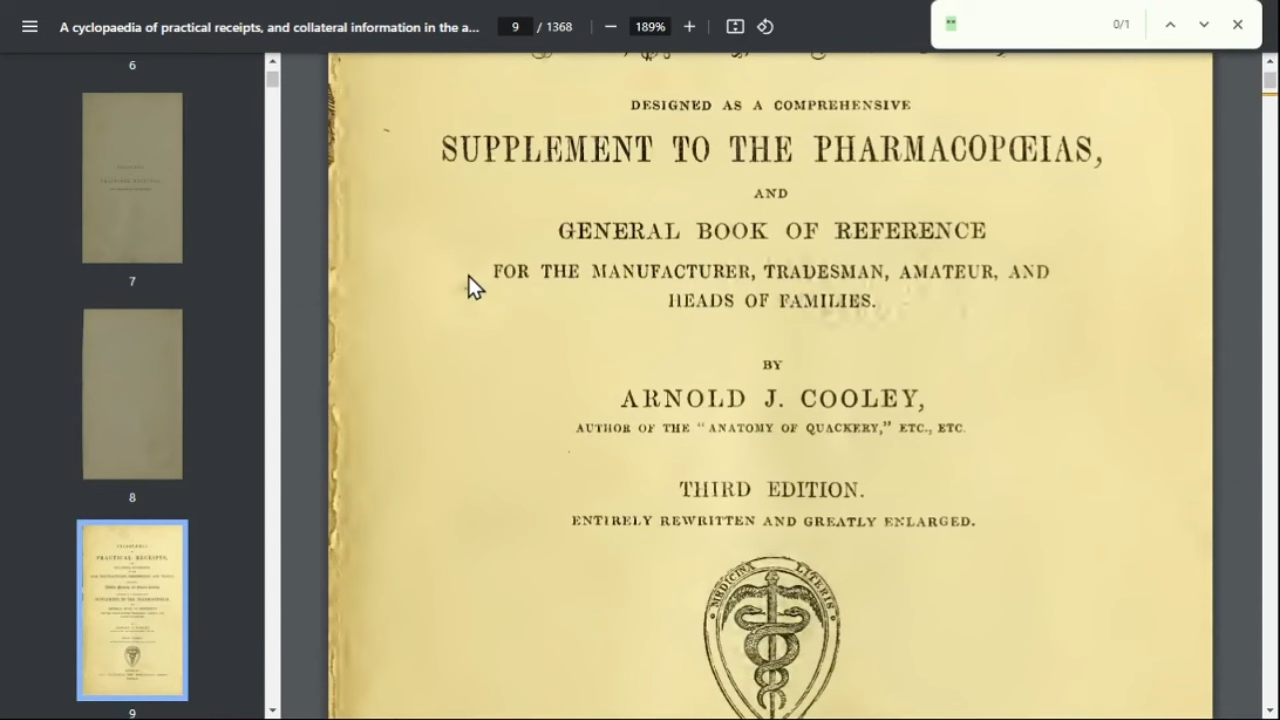 A cyclopaedia of practical receipts, and collateral information in the a...
9 / 1368
189%
0/1
6
7
8
9
PRACTICAL RECEIPTS,
DESIGNED AS A COMPREHENSIVE
SUPPLEMENT TO THE PHARMACOPŒIAS,
AND
GENERAL BOOK OF REFERENCE
FOR THE MANUFACTURER, TRADESMAN, AMATEUR, AND
HEADS OF FAMILIES.
BY
ARNOLD J. COOLEY,
AUTHOR OF THE "ANATOMY OF QUACKERY," ETC., ETC.
THIRD EDITION.
ENTIRELY REWRITTEN AND GREATLY ENLARGED.
MEDICINA LITERIS